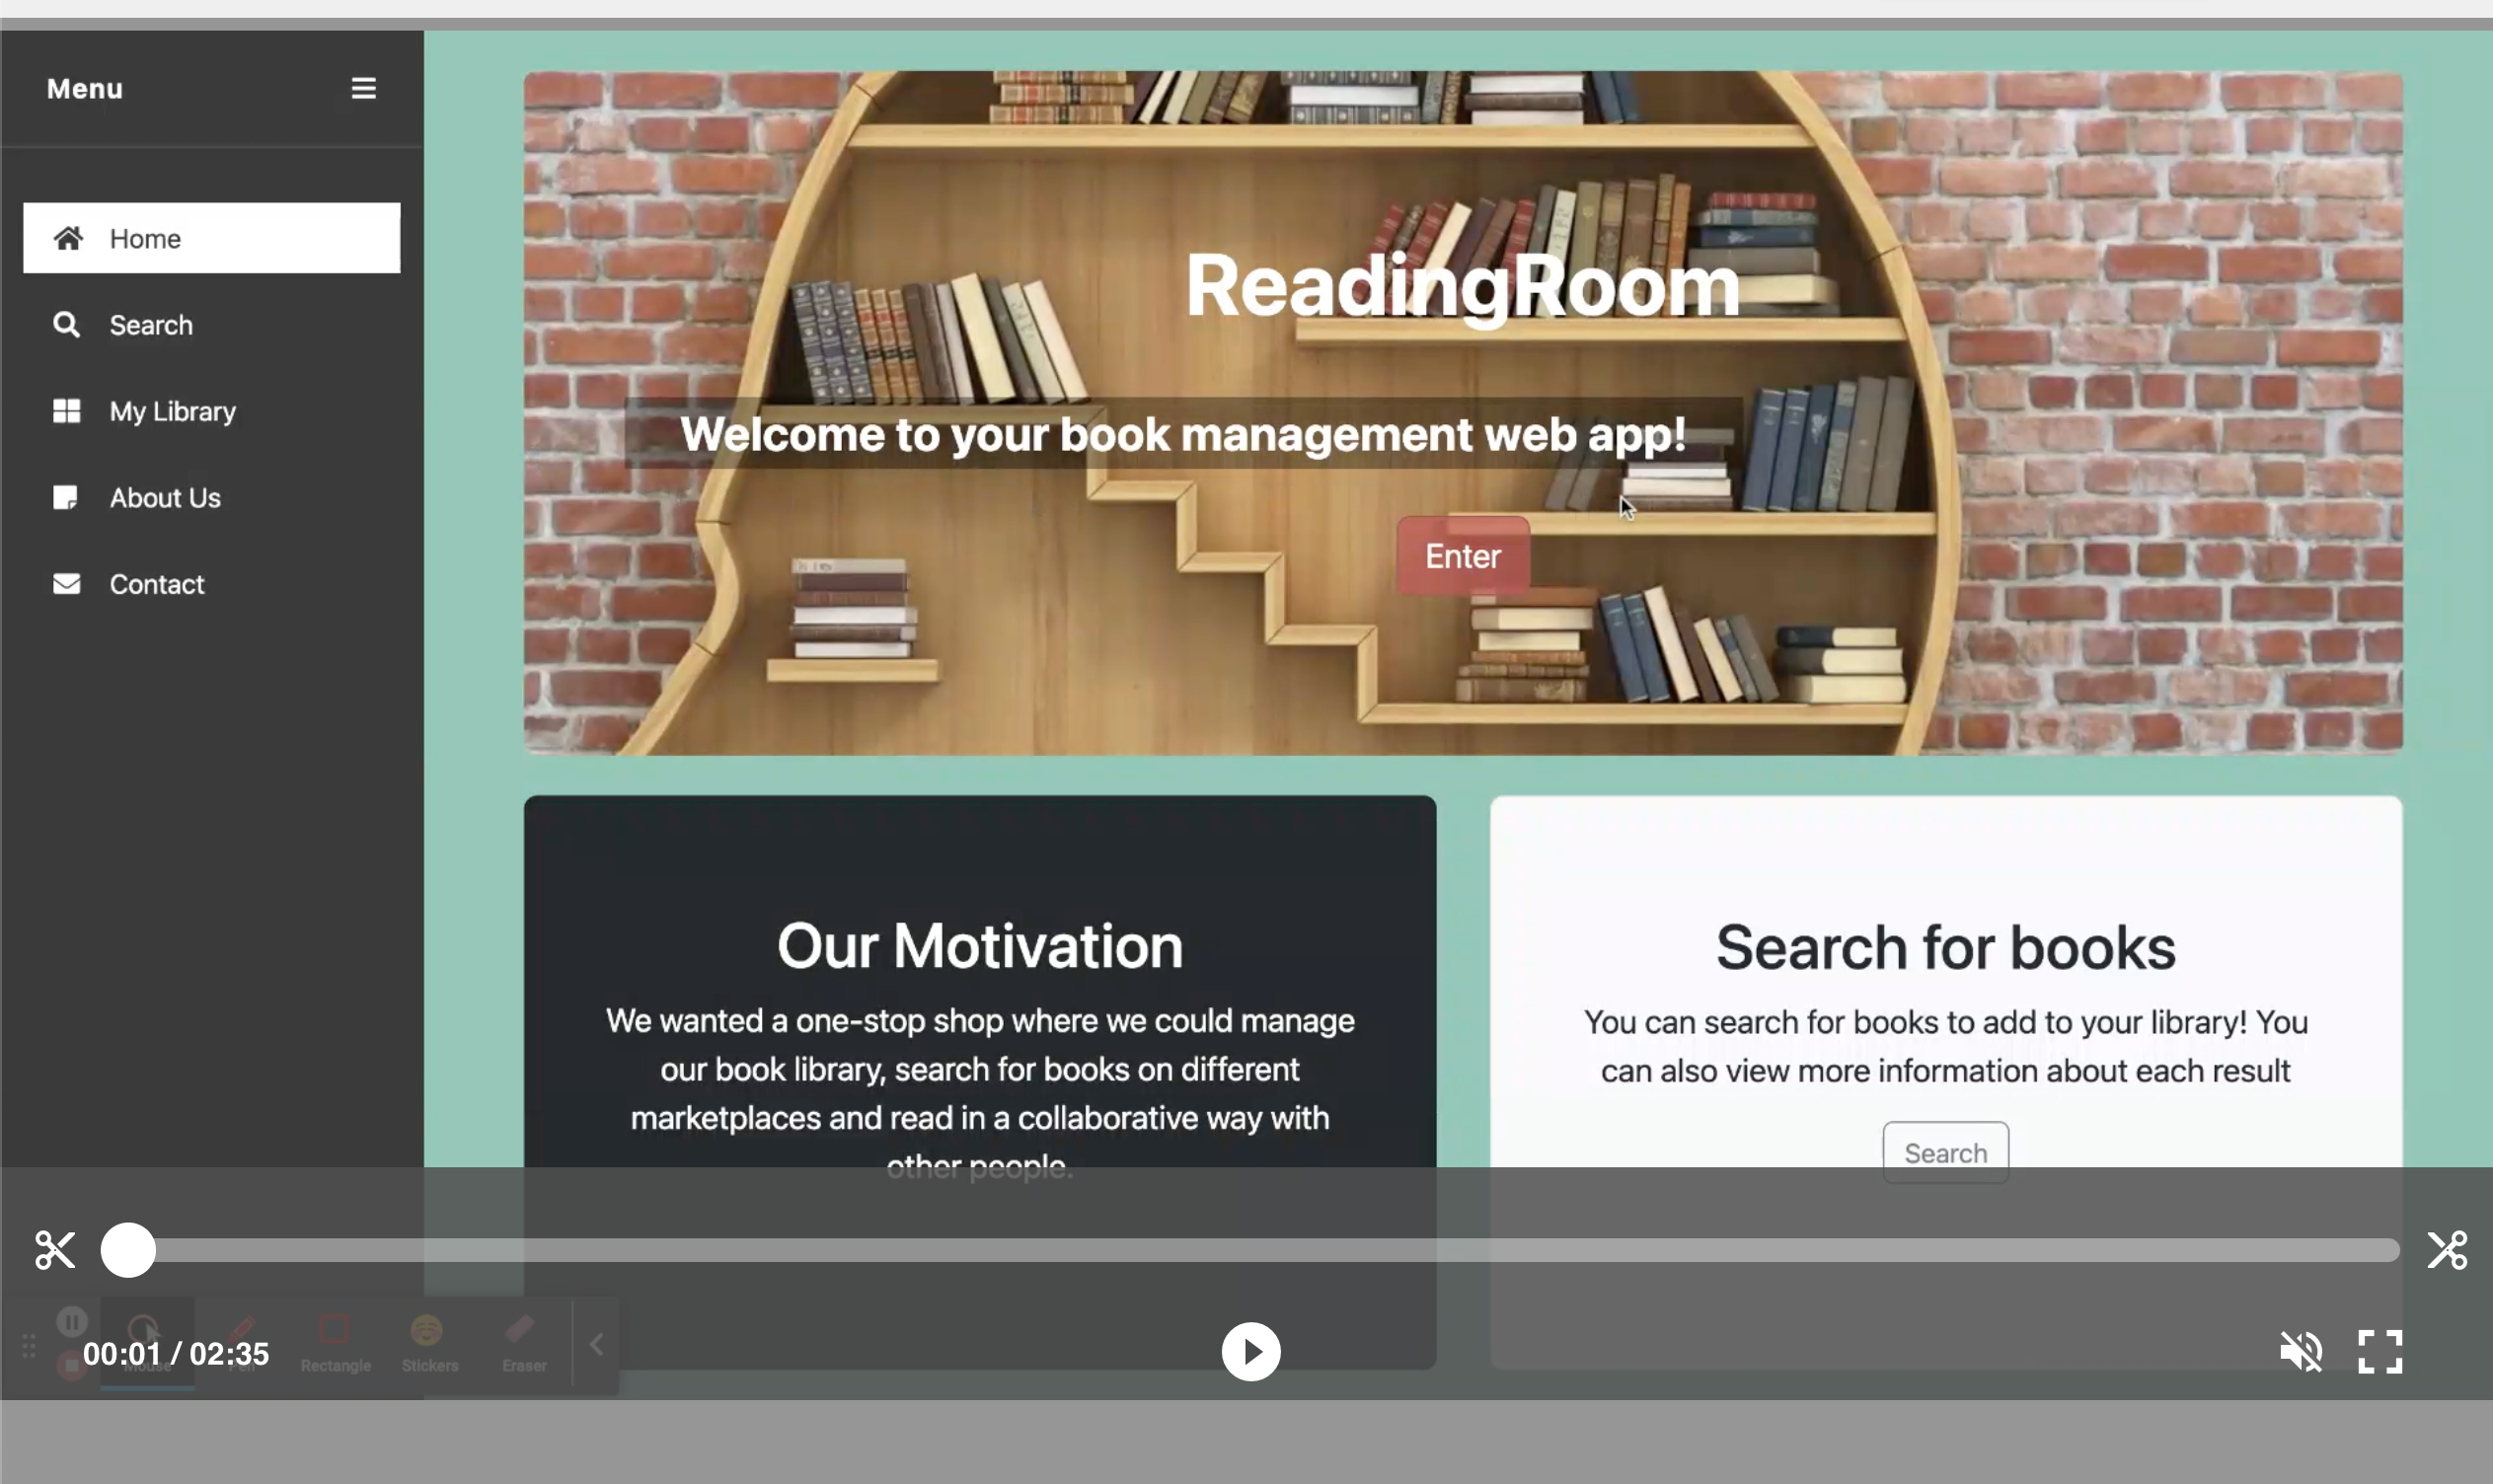 Menu
Home
Search
My Library
About Us
Contact
ReadingRoom
Welcome to your book management web app!
Enter
Our Motivation
We wanted a one-stop shop where we could manage
our book library, search for books on different
marketplaces and read in a collaborative way with
other people.
Search for books
You can search for books to add to your library! You
can also view more information about each result
Search
00:01 / 02:35
Mouse
Pen
Rectangle
Stickers
Eraser